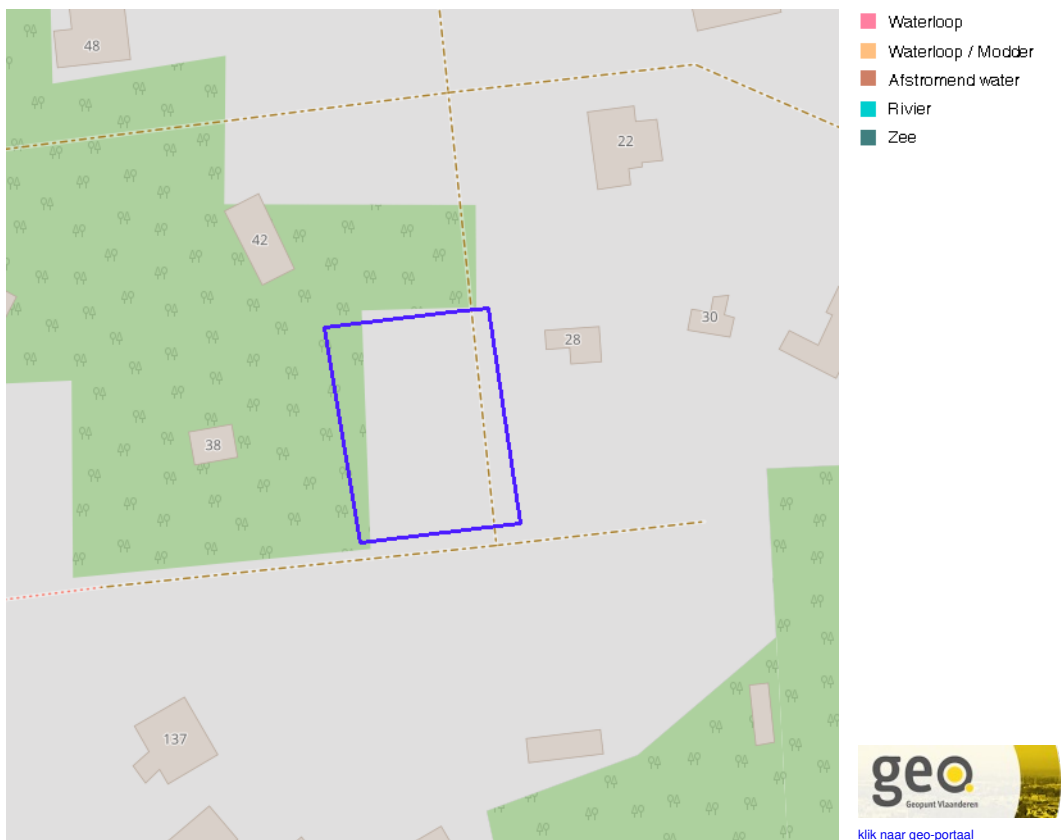 48
22
42
28
30
38
137
Waterloop
Waterloop / Modder
Afstromend water
Rivier
Zee
geo
Geopunt Vlaanderen
klik naar geo-portaal